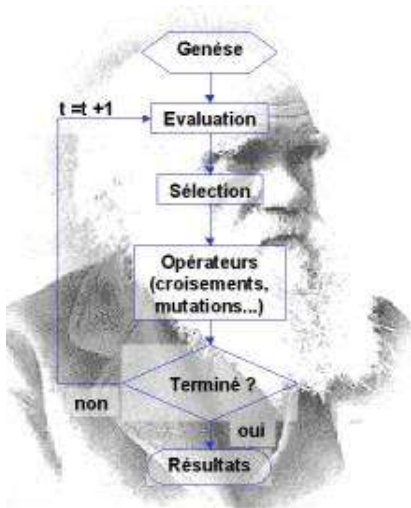 Genése
t =t +1
Evaluation
Sélection
Opérateurs
(croisements,
mutations...)
Terminé ?
non
oui
Résultats